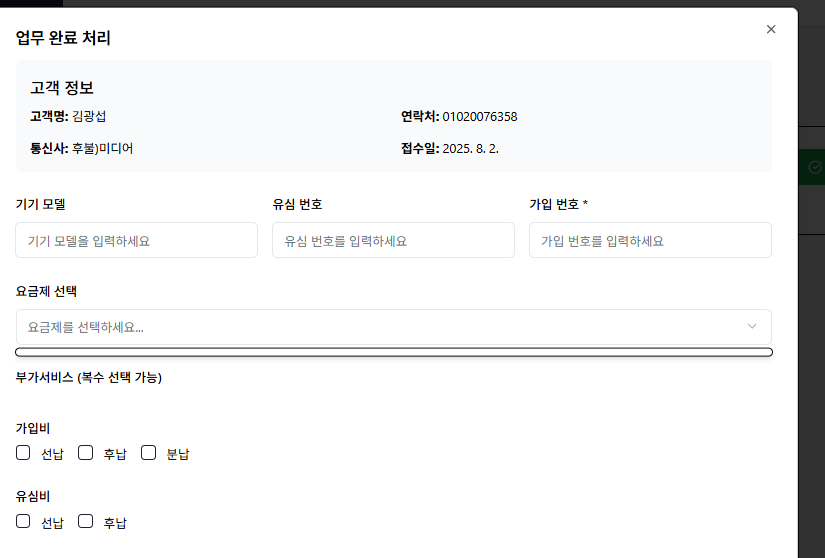 업무 완료 처리
고객 정보
고객명: 김광섭 연락처: 01020076358
통신사: 후불)미디어 접수일: 2025. 8. 2.
기기 모델 유심 번호 가입 번호 *
기기 모델을 입력하세요 유심 번호를 입력하세요 가입 번호를 입력하세요
요금제 선택
요금제를 선택하세요...
부가서비스 (복수 선택 가능)
가입비
선납 후납 분납
유심비
선납 후납